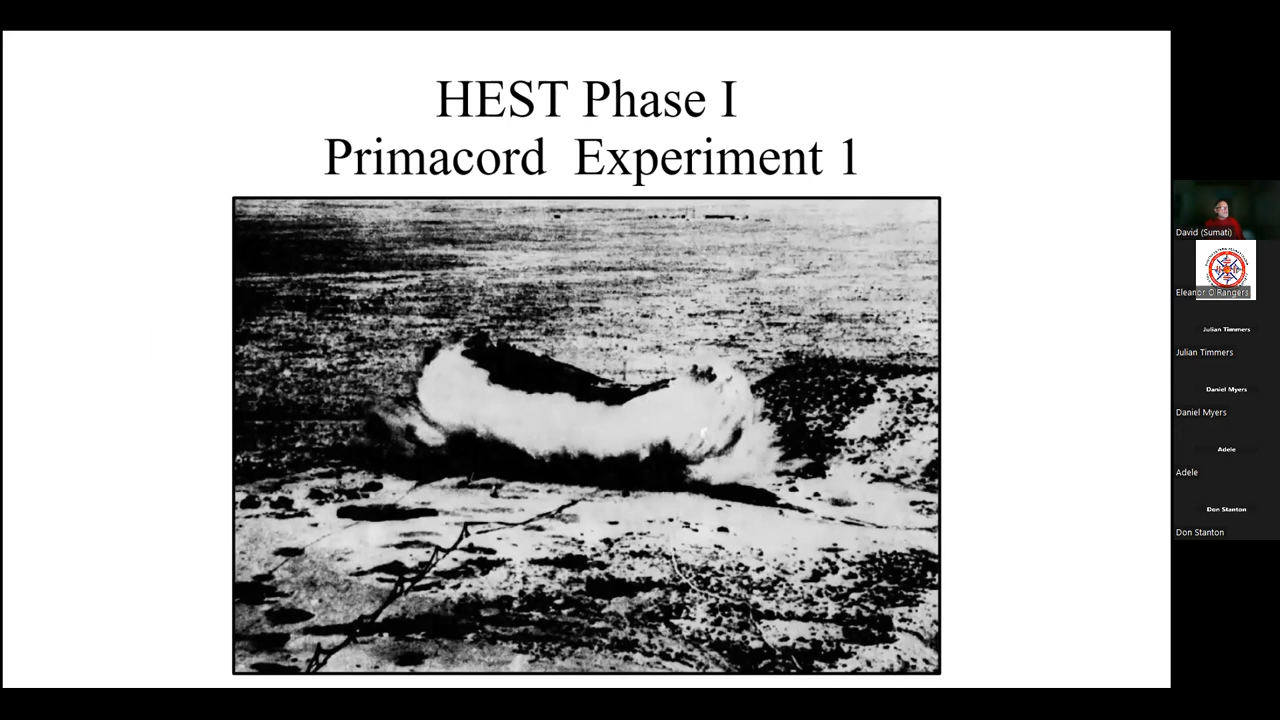 HEST Phase I
Primacord Experiment 1
David (Sumati)
Eleanor O'Rangers
Julian Timmers
Julian Timmers
Daniel Myers
Daniel Myers
Adele
Adele
Don Stanton
Don Stanton